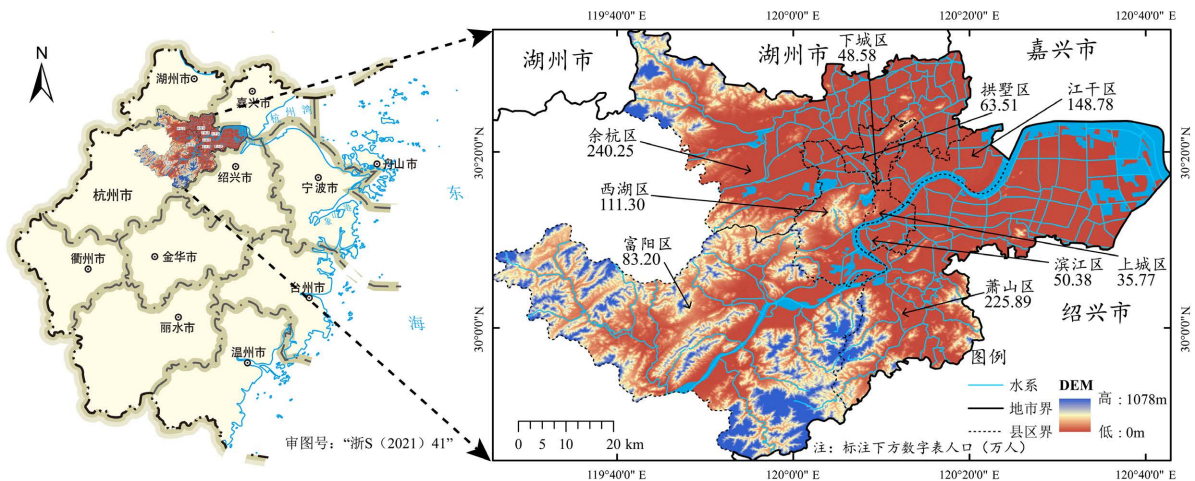 N
湖州市
嘉兴市
杭州湾
舟山市
绍兴市
宁波市
杭州市
东
海
衢州市
金华市
台州市
丽水市
温州市
审图号：“浙S（2021）41”
119°40′0″ E
120°0′0″ E
120°20′0″ E
120°40′0″ E
湖州市
湖州市
嘉兴市
下城区
48.58
拱墅区
63.51
江干区
148.78
余杭区
240.25
西湖区
111.30
富阳区
83.20
滨江区
50.38
上城区
35.77
萧山区
225.89
绍兴市
30°20′0″ N
30°0′0″ N
30°20′0″ N
30°0′0″ N
图例
水系
地市界
县区界
DEM
高：1078m
低：0m
0 10 20 km
注：标注下方数字表人口（万人）
119°40′0″ E
120°0′0″ E
120°20′0″ E
120°40′0″ E